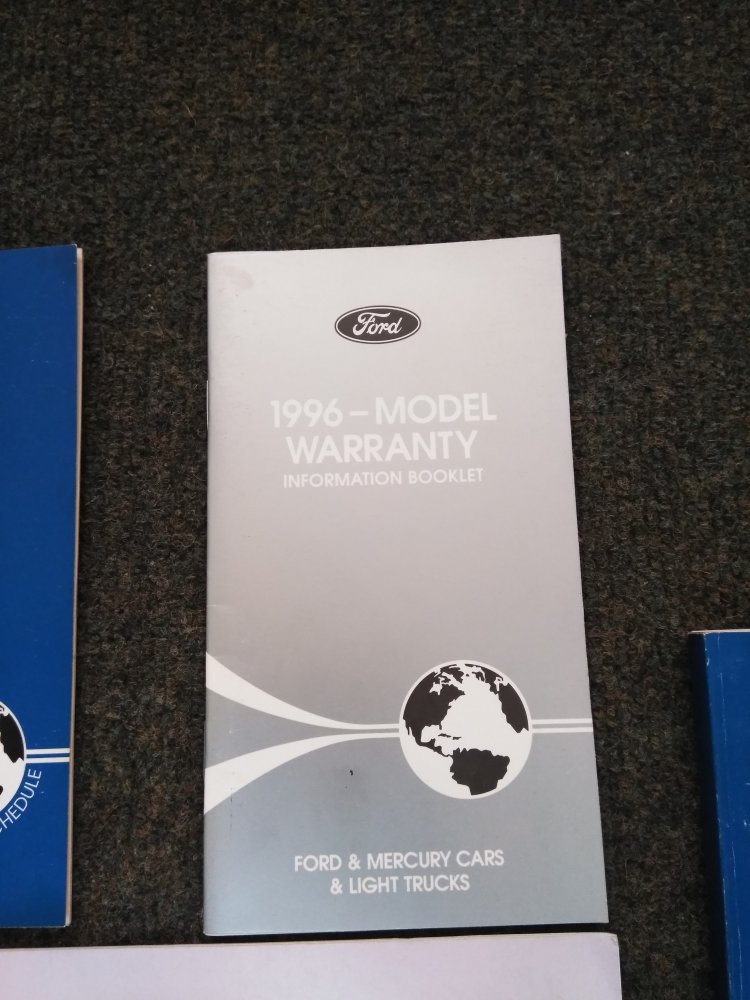 Ford
1996 – MODEL
WARRANTY
INFORMATION BOOKLET
FORD & MERCURY CARS
& LIGHT TRUCKS